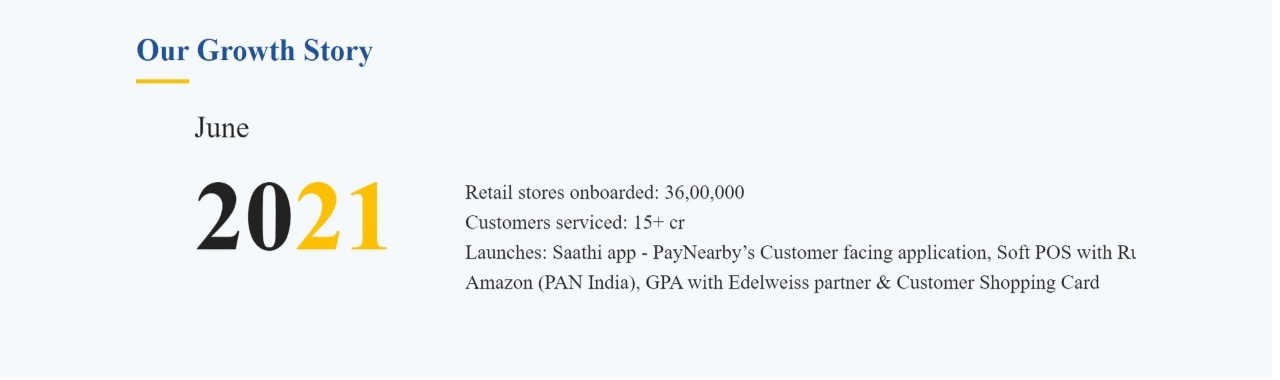 Our Growth Story
June
2021
Retail stores onboarded: 36,00,000
Customers serviced: 15+ cr
Launches: Saathi app - PayNearby’s Customer facing application, Soft POS with
Amazon (PAN India), GPA with Edelweiss partner & Customer Shopping Card